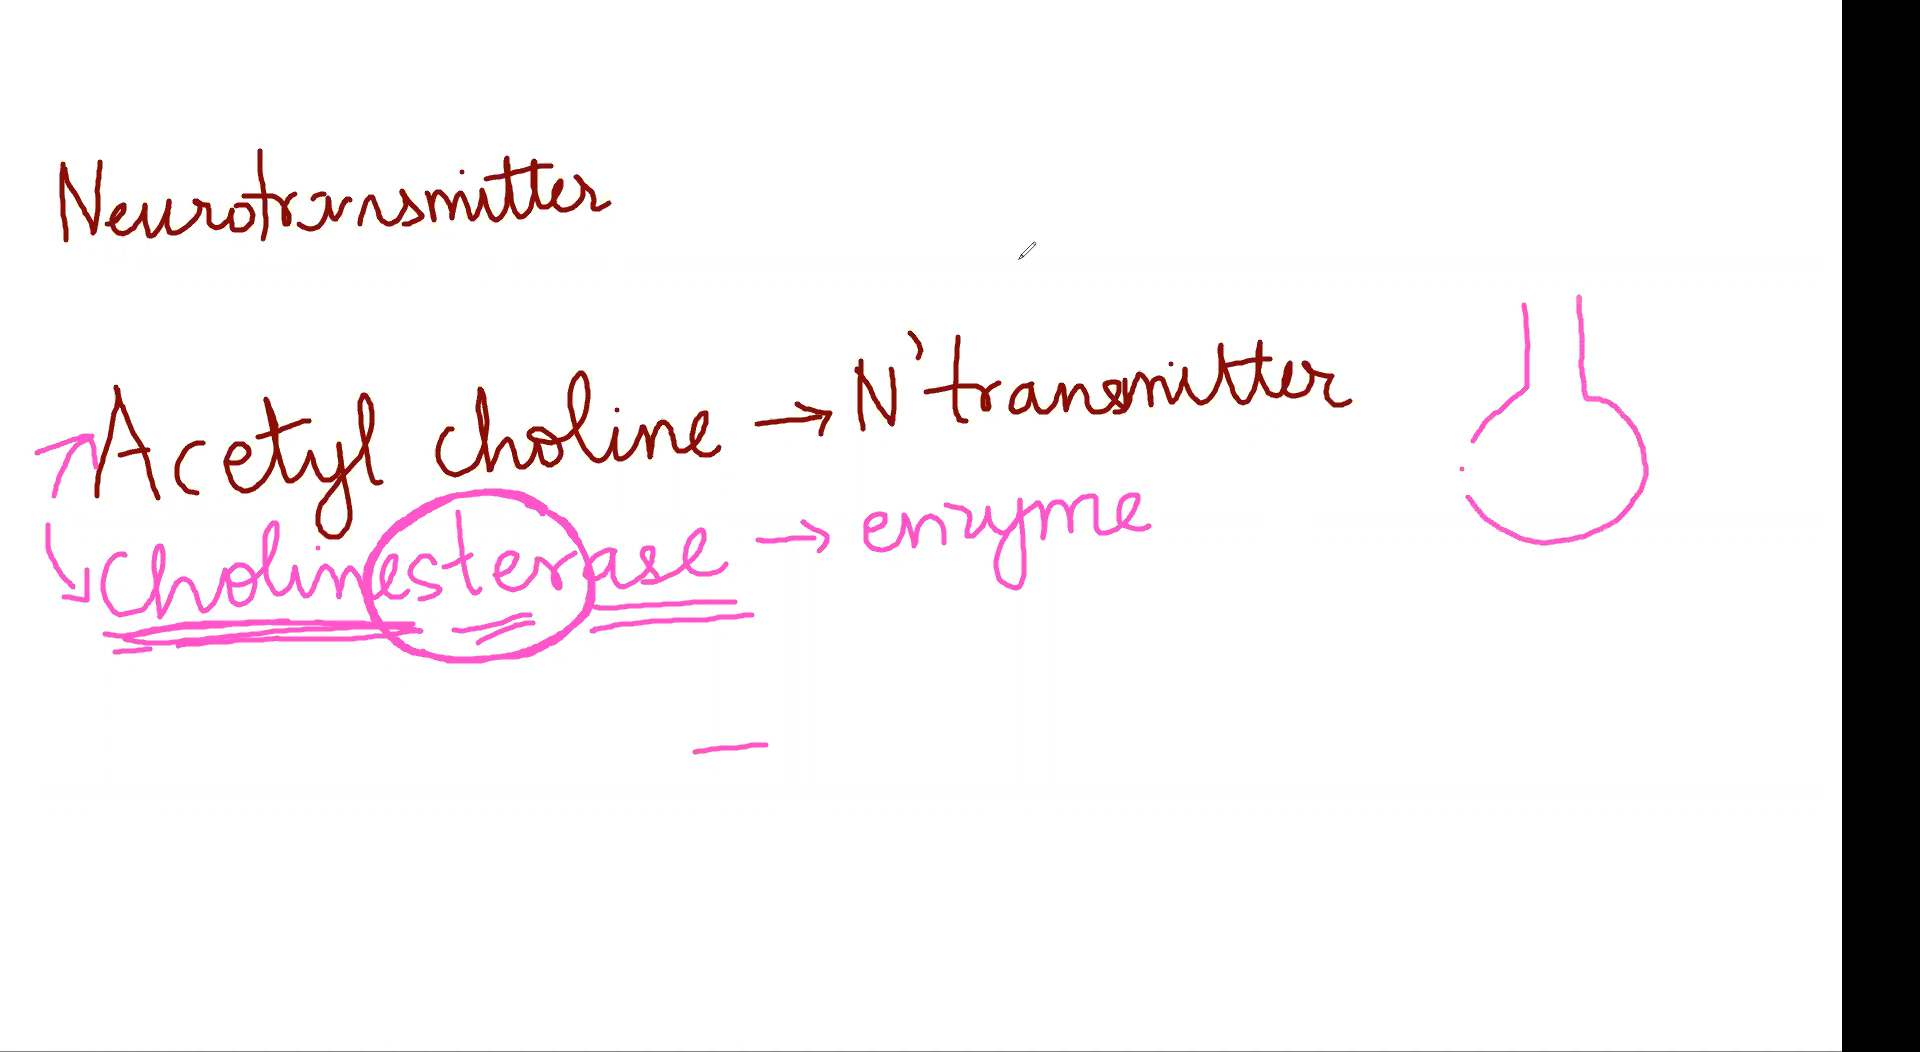 Neurotransmitter
Acetyl choline → N'transmitter
Cholinesterase → enzyme